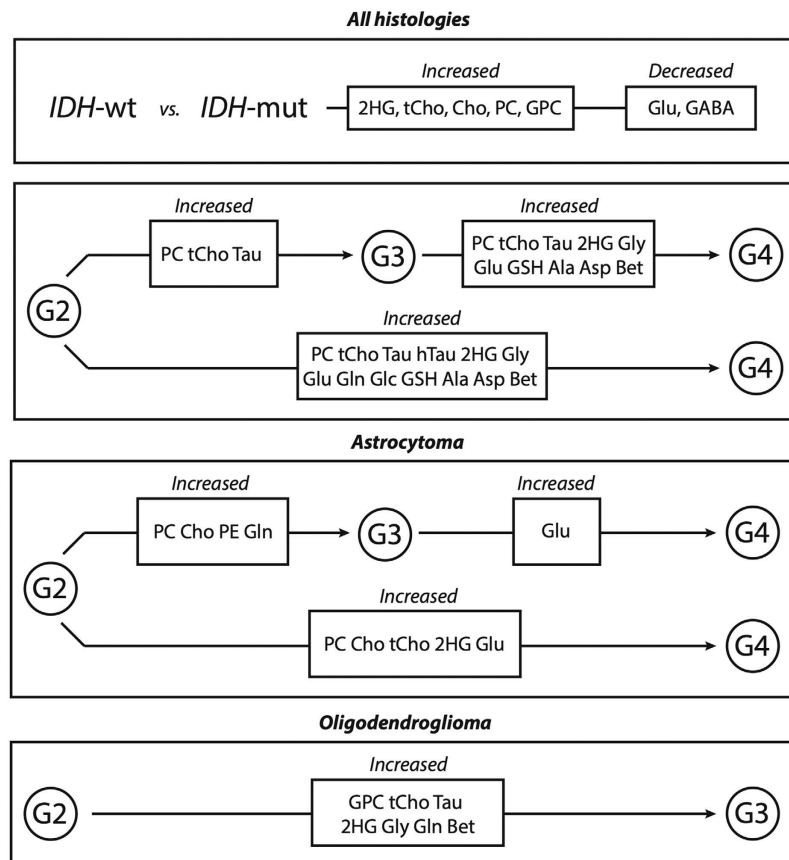 All histologies
Increased
Decreased
IDH-wt vs. IDH-mut
2HG, tCho, Cho, PC, GPC
Glu, GABA
Increased
Increased
PC tCho Tau
G3
PC tCho Tau 2HG Gly
Glu GSH Ala Asp Bet
G4
G2
Increased
PC tCho Tau hTau 2HG Gly
Glu Gln Glc GSH Ala Asp Bet
G4
Astrocytoma
Increased
Increased
PC Cho PE Gln
G3
Glu
G4
G2
Increased
PC Cho tCho 2HG Glu
G4
Oligodendroglioma
Increased
G2
GPC tCho Tau
2HG Gly Gln Bet
G3